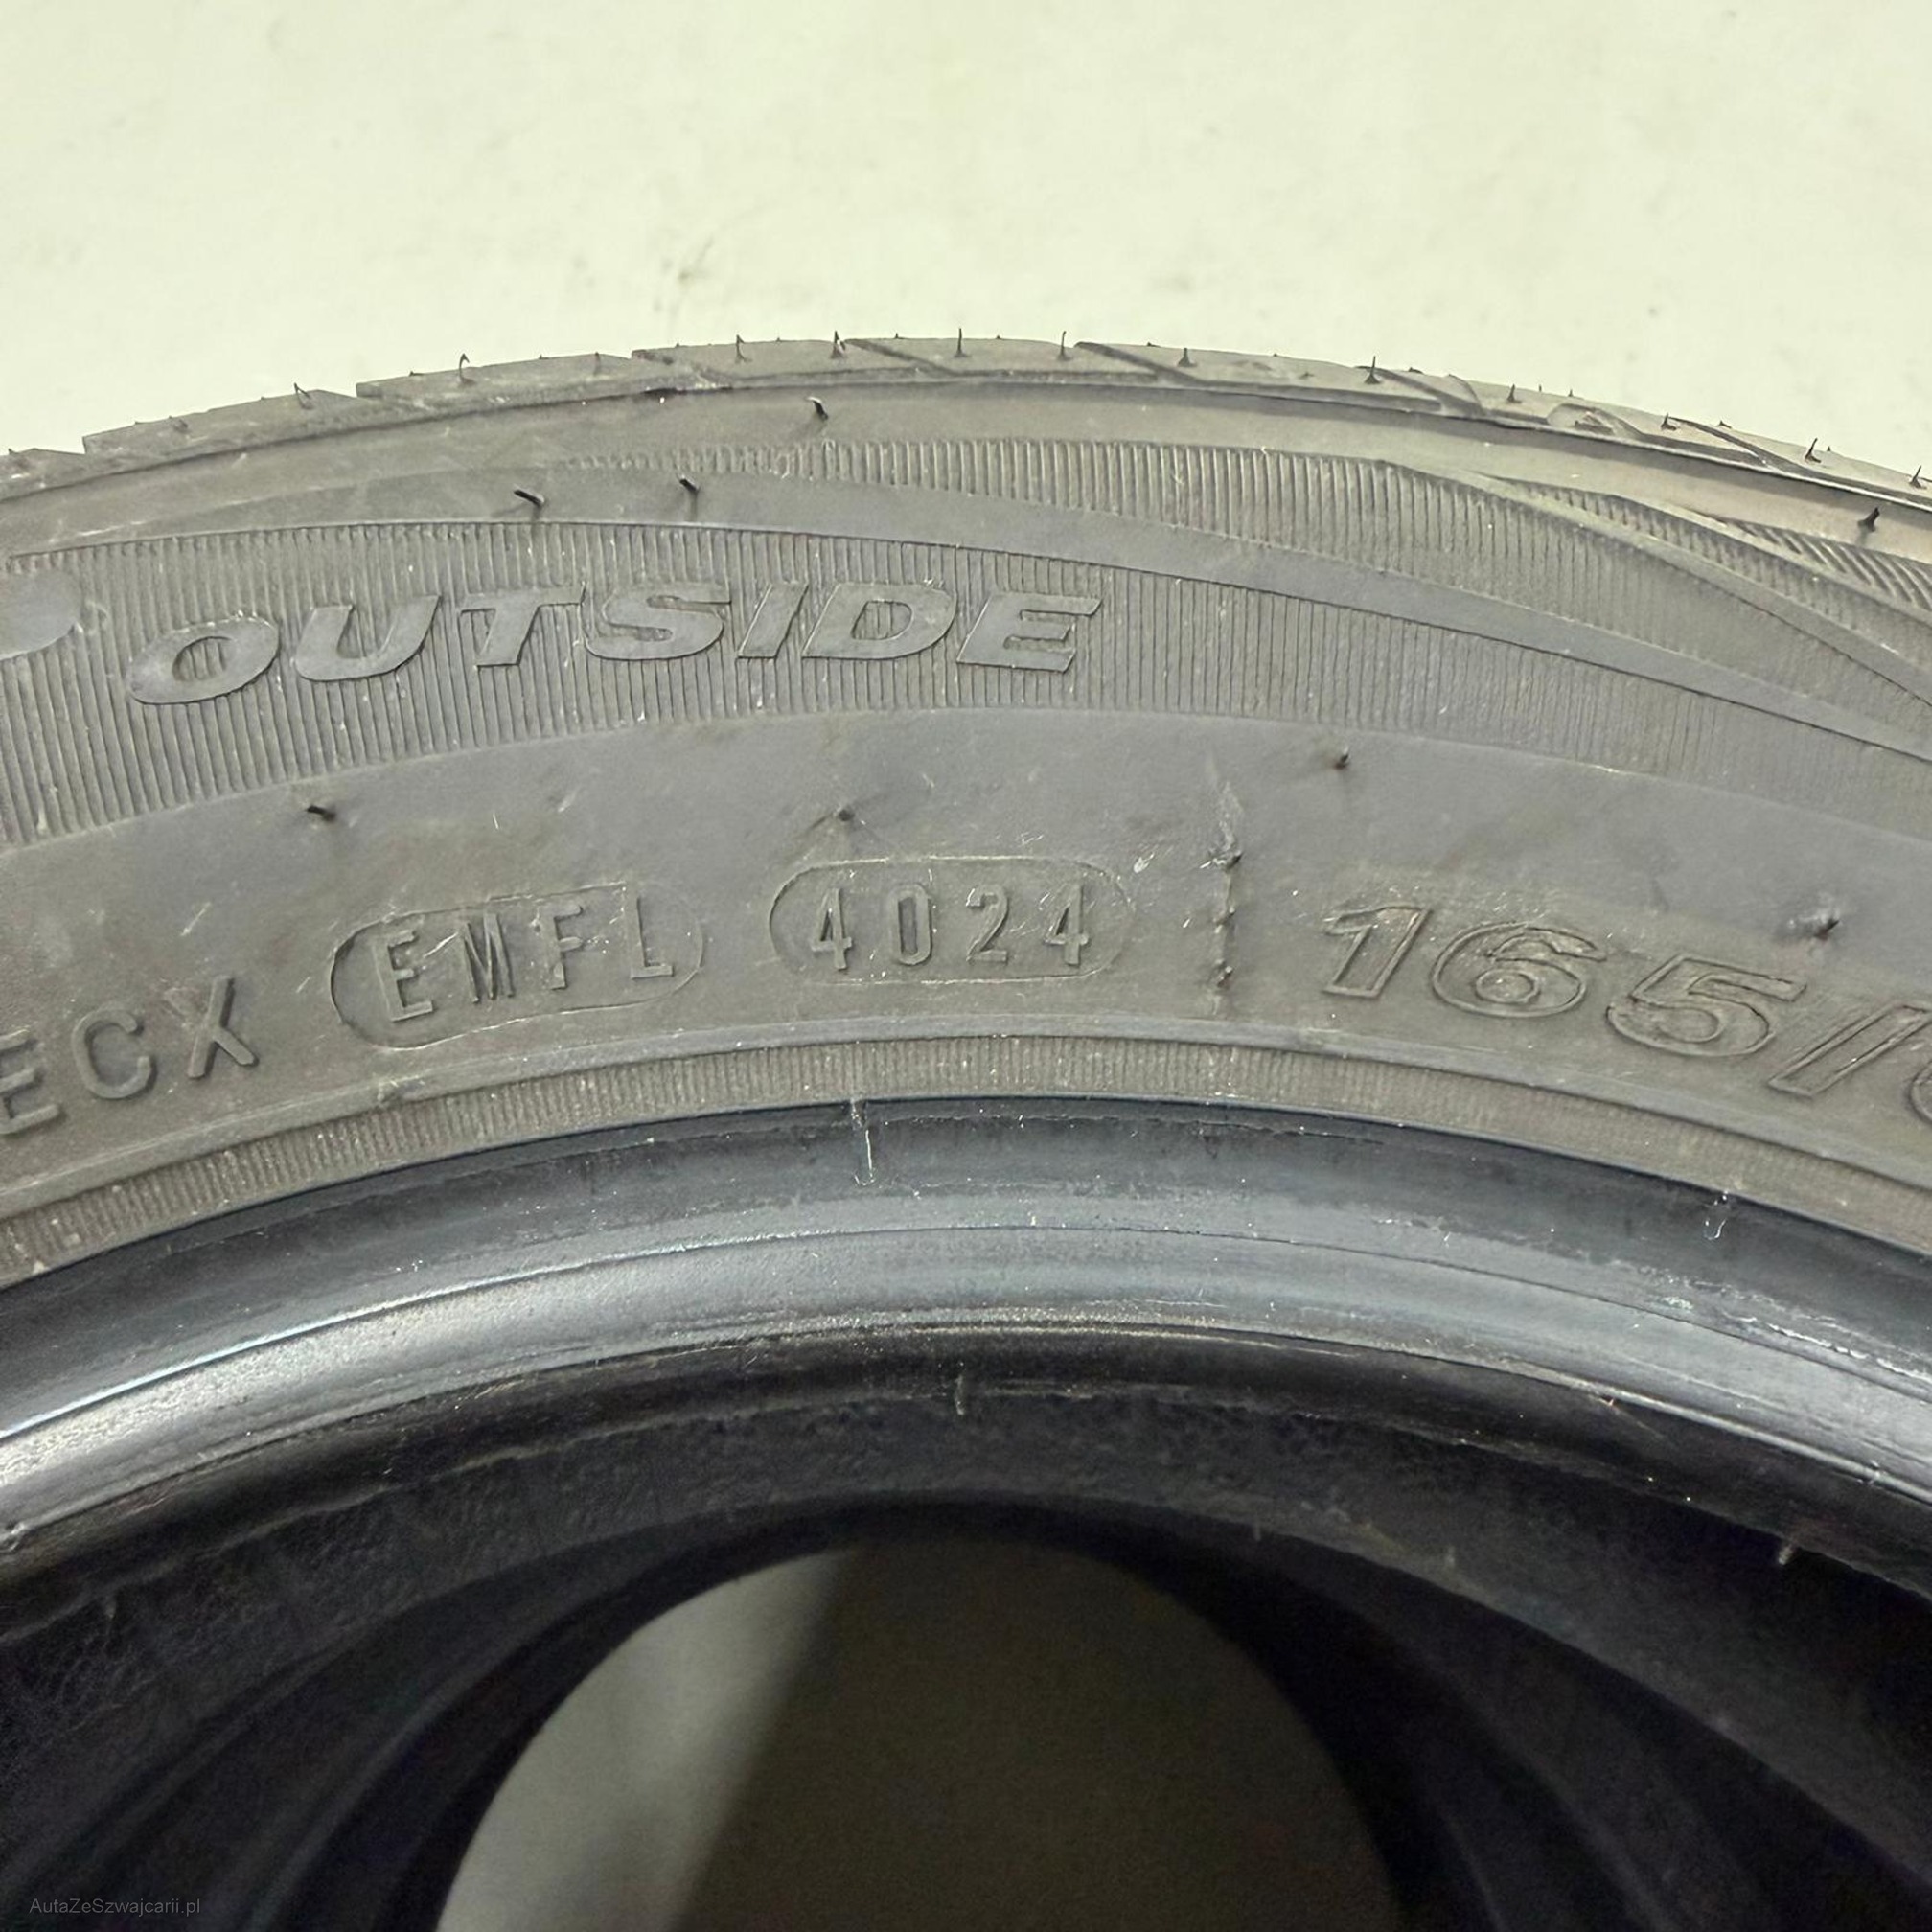 OUTSIDE
ECX EMFL 4024 165/
AutaZeSzwajcarii.pl